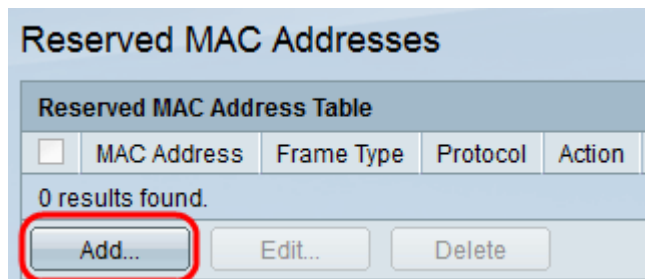 Reserved MAC Addresses
Reserved MAC Address Table
MAC Address Frame Type Protocol Action
0 results found.
Add... Edit... Delete